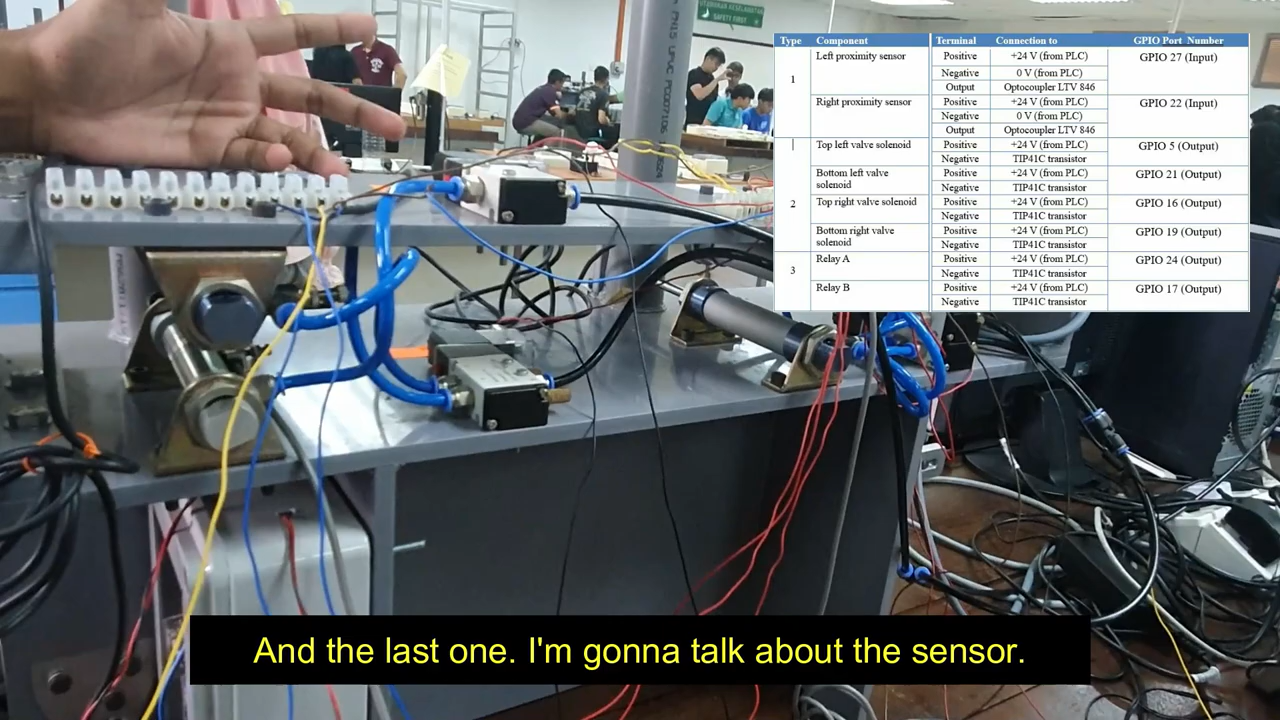 UTAMAKAN KESELAMATAN
SAFETY FIRST
Type Component Terminal Connection to GPIO Port Number
1 Left proximity sensor Positive +24 V (from PLC) GPIO 27 (Input)
Negative 0 V (from PLC)
Output Optocoupler LTV 846
Right proximity sensor Positive +24 V (from PLC) GPIO 22 (Input)
Negative 0 V (from PLC)
Output Optocoupler LTV 846
2 Top left valve solenoid Positive +24 V (from PLC) GPIO 5 (Output)
Negative TIP41C transistor
Bottom left valve solenoid Positive +24 V (from PLC) GPIO 21 (Output)
Negative TIP41C transistor
Top right valve solenoid Positive +24 V (from PLC) GPIO 16 (Output)
Negative TIP41C transistor
Bottom right valve solenoid Positive +24 V (from PLC) GPIO 19 (Output)
Negative TIP41C transistor
3 Relay A Positive +24 V (from PLC) GPIO 24 (Output)
Negative TIP41C transistor
Relay B Positive +24 V (from PLC) GPIO 17 (Output)
Negative TIP41C transistor
And the last one. I'm gonna talk about the sensor.